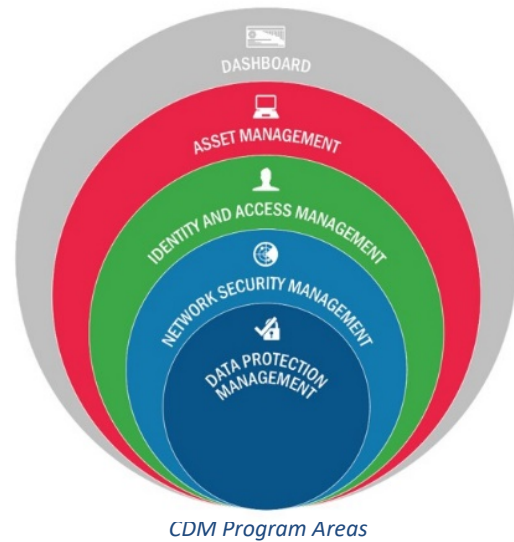 DASHBOARD
ASSET MANAGEMENT
IDENTITY AND ACCESS MANAGEMENT
NETWORK SECURITY MANAGEMENT
DATA PROTECTION
MANAGEMENT
CDM Program Areas